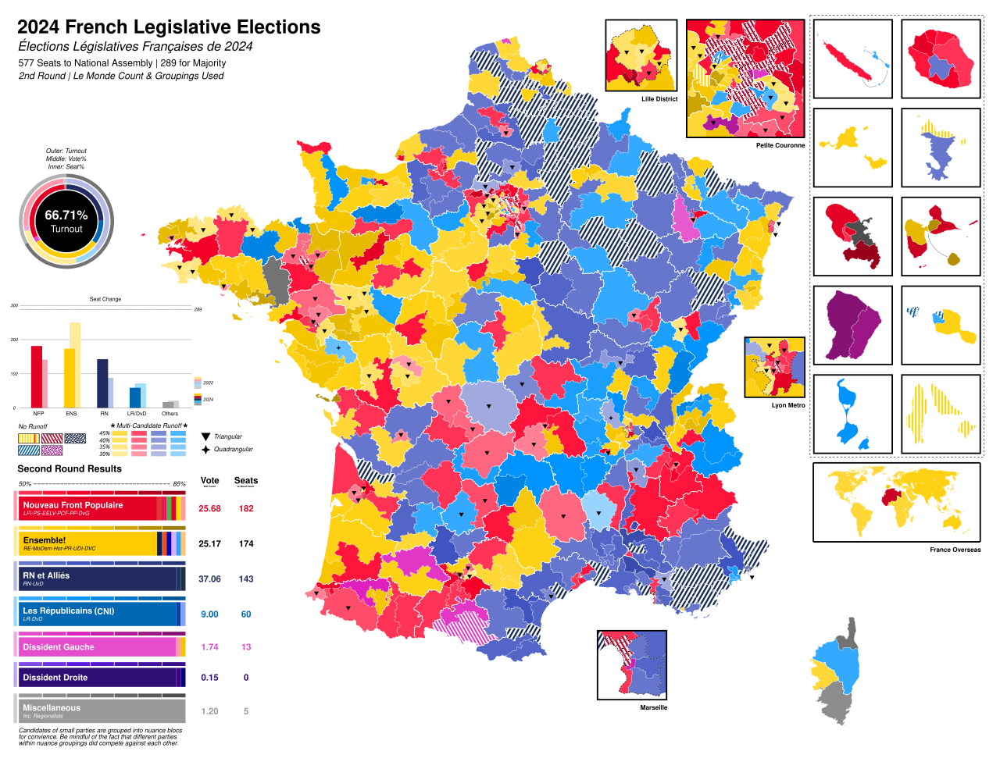 2024 French Legislative Elections
Élections Législatives Françaises de 2024
577 Seats to National Assembly | 289 for Majority
2nd Round | Le Monde Count & Groupings Used
Lille District
Petite Couronne
Outer: Turnout
Middle: Vote%
Inner: Seat%
66.71%
Turnout
Seat Change
300
289
200
100
0
2022
2024
NFP
ENS
RN
LR/DvD
Others
No Runoff
★ Multi-Candidate Runoff ★
45%
40%
35%
30%
Triangular
Quadrangular
Lyon Metro
Second Round Results
50%
85%
Vote
Seats
Nouveau Front Populaire
LFI-PS-EELV-PCF-PP-DvG
25.68
182
Ensemble!
RE-MoDem-Hor-PR-UDI-DVC
25.17
174
RN et Alliés
RN-UxD
37.06
143
Les Républicains (CNI)
LR-DvD
9.00
60
Dissident Gauche
1.74
13
Dissident Droite
0.15
0
Miscellaneous
Inc. Regionalists
1.20
5
Candidates of small parties are grouped into nuance blocs
for convience. Be mindful of the fact that different parties
within nuance groupings did compete against each other.
France Overseas
Marseille